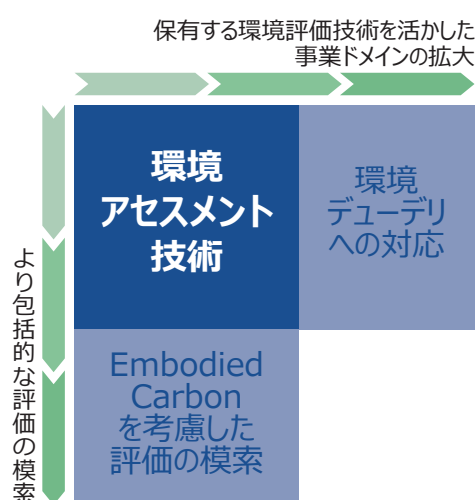 保有する環境評価技術を活かした
事業ドメインの拡大
環境
アセスメント
技術
環境
デューデリ
への対応
より包括的な評価の模索
Embodied
Carbon
を考慮した
評価の模索